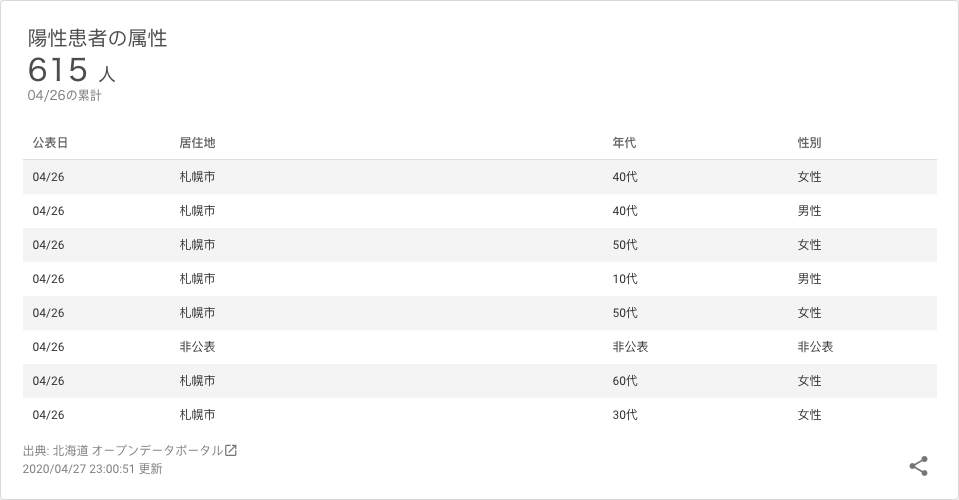 陽性患者の属性
615 人
04/26の累計
公表日 居住地 年代 性別
04/26 札幌市 40代 女性
04/26 札幌市 40代 男性
04/26 札幌市 50代 女性
04/26 札幌市 10代 男性
04/26 札幌市 50代 女性
04/26 非公表 非公表 非公表
04/26 札幌市 60代 女性
04/26 札幌市 30代 女性
出典: 北海道 オープンデータポータル
2020/04/27 23:00:51 更新